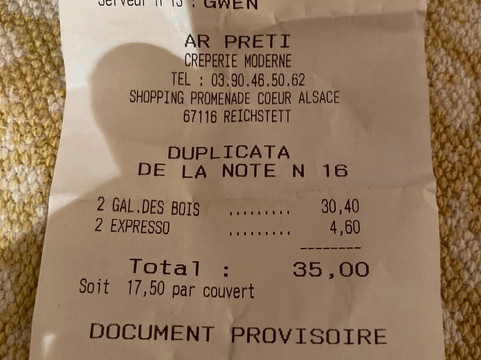 Serveur n°13 : GWEN
AR PRETI
CREPERIE MODERNE
TEL : 03.90.46.50.62
SHOPPING PROMENADE COEUR ALSACE
67116 REICHSTETT
DUPLICATA
DE LA NOTE N 16
2 GAL.DES BOIS ......... 30,40
2 EXPRESSO ......... 4,60
--------
Total : 35,00
Soit 17,50 par couvert
DOCUMENT PROVISOIRE